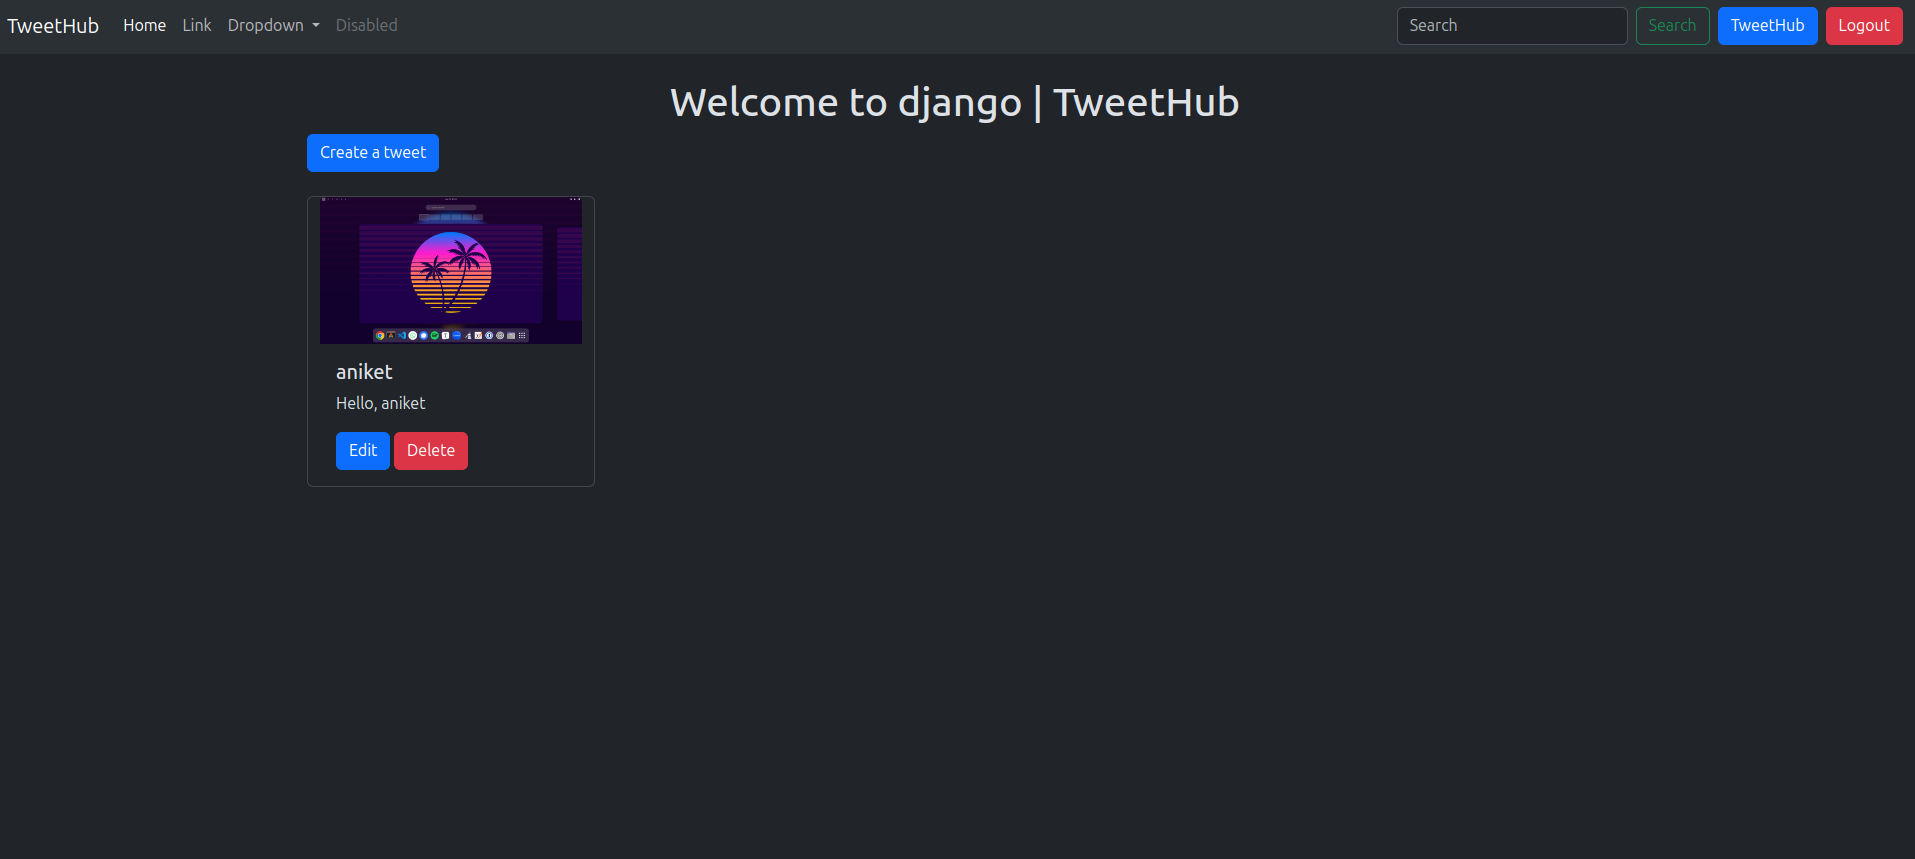 TweetHub Home Link Dropdown Disabled Search Search TweetHub Logout
Welcome to django | TweetHub
Create a tweet
aniket
Hello, aniket
Edit Delete